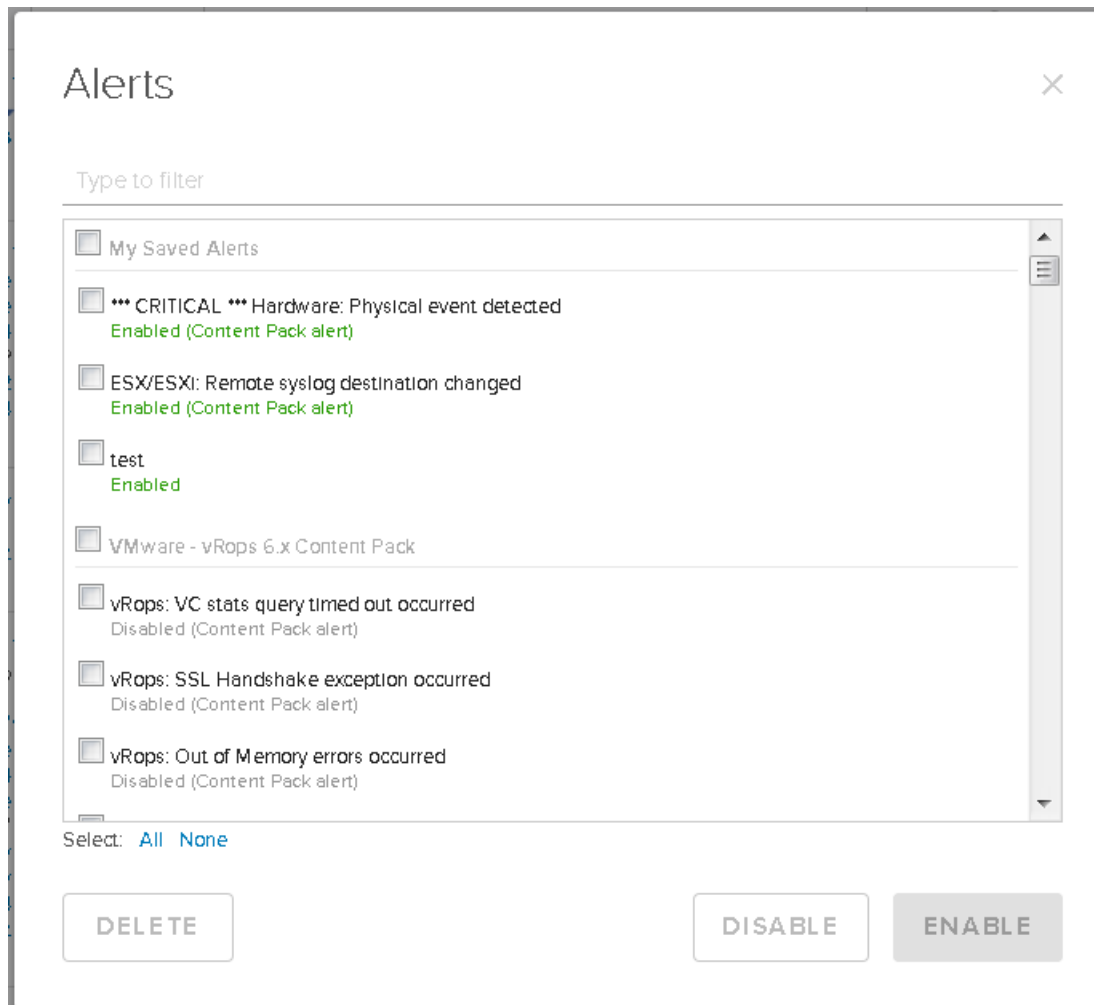 Alerts
Type to filter
My Saved Alerts
*** CRITICAL *** Hardware: Physical event detected
Enabled (Content Pack alert)
ESX/ESXi: Remote syslog destination changed
Enabled (Content Pack alert)
test
Enabled
VMware - vRops 6.x Content Pack
vRops: VC stats query timed out occurred
Disabled (Content Pack alert)
vRops: SSL Handshake exception occurred
Disabled (Content Pack alert)
vRops: Out of Memory errors occurred
Disabled (Content Pack alert)
Select: All None
DELETE DISABLE ENABLE